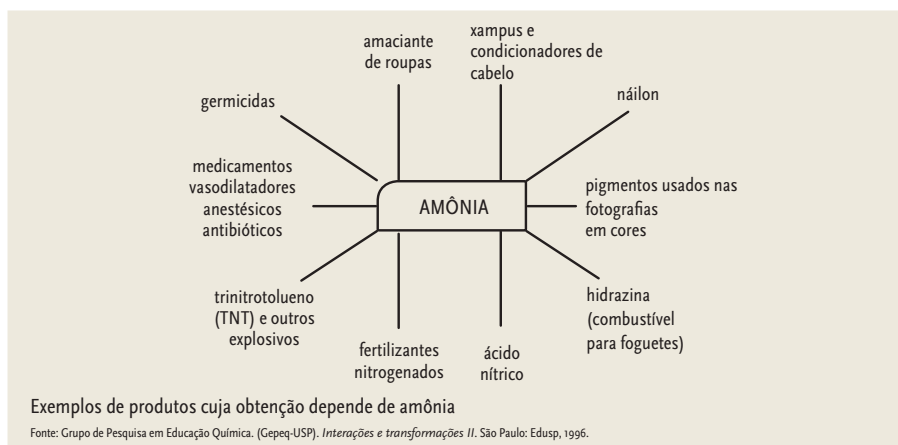 amaciante
de roupas
xampus e
condicionadores de
cabelo
germicidas
náilon
medicamentos
vasodilatadores
anestésicos
antibióticos
AMÔNIA
pigmentos usados nas
fotografias
em cores
trinitrotolueno
(TNT) e outros
explosivos
fertilizantes
nitrogenados
ácido
nítrico
hidrazina
(combustível
para foguetes)
Exemplos de produtos cuja obtenção depende de amônia
Fonte: Grupo de Pesquisa em Educação Química. (Gepeq-USP). Interações e transformações II. São Paulo: Edusp, 1996.